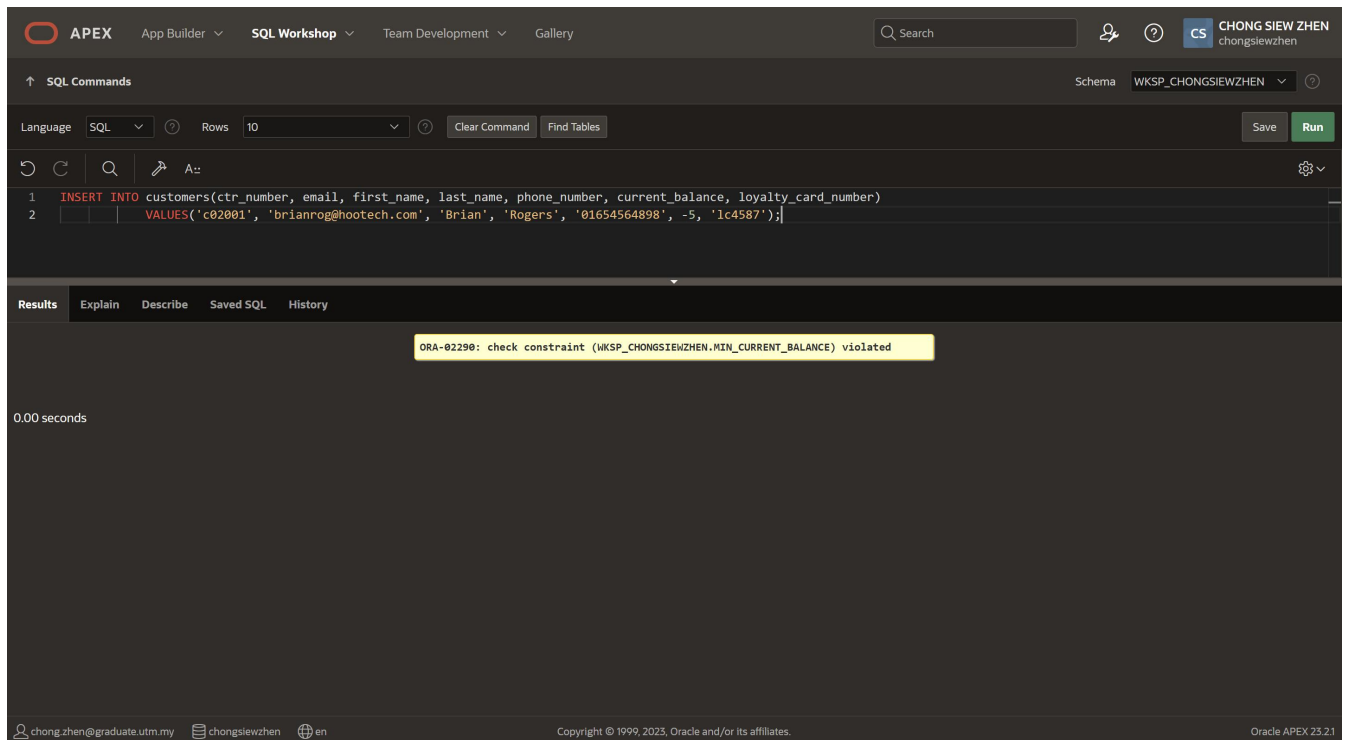 APEX App Builder SQL Workshop Team Development Gallery Search CS CHONG SIEW ZHEN
chongsiewzhen
SQL Commands Schema WKSP_CHONGSIEWZHEN
Language SQL Rows 10 Clear Command Find Tables Save Run
A::
1 INSERT INTO customers(ctr_number, email, first_name, last_name, phone_number, current_balance, loyalty_card_number)
2 VALUES('c02001', 'brianrog@hootech.com', 'Brian', 'Rogers', '01654564898', -5, 'lc4587');
Results Explain Describe Saved SQL History
ORA-02290: check constraint (WKSP_CHONGSIEWZHEN.MIN_CURRENT_BALANCE) violated
0.00 seconds
chong.zhen@graduate.utm.my chongsiewzhen en Copyright © 1999, 2023, Oracle and/or its affiliates. Oracle APEX 23.2.1